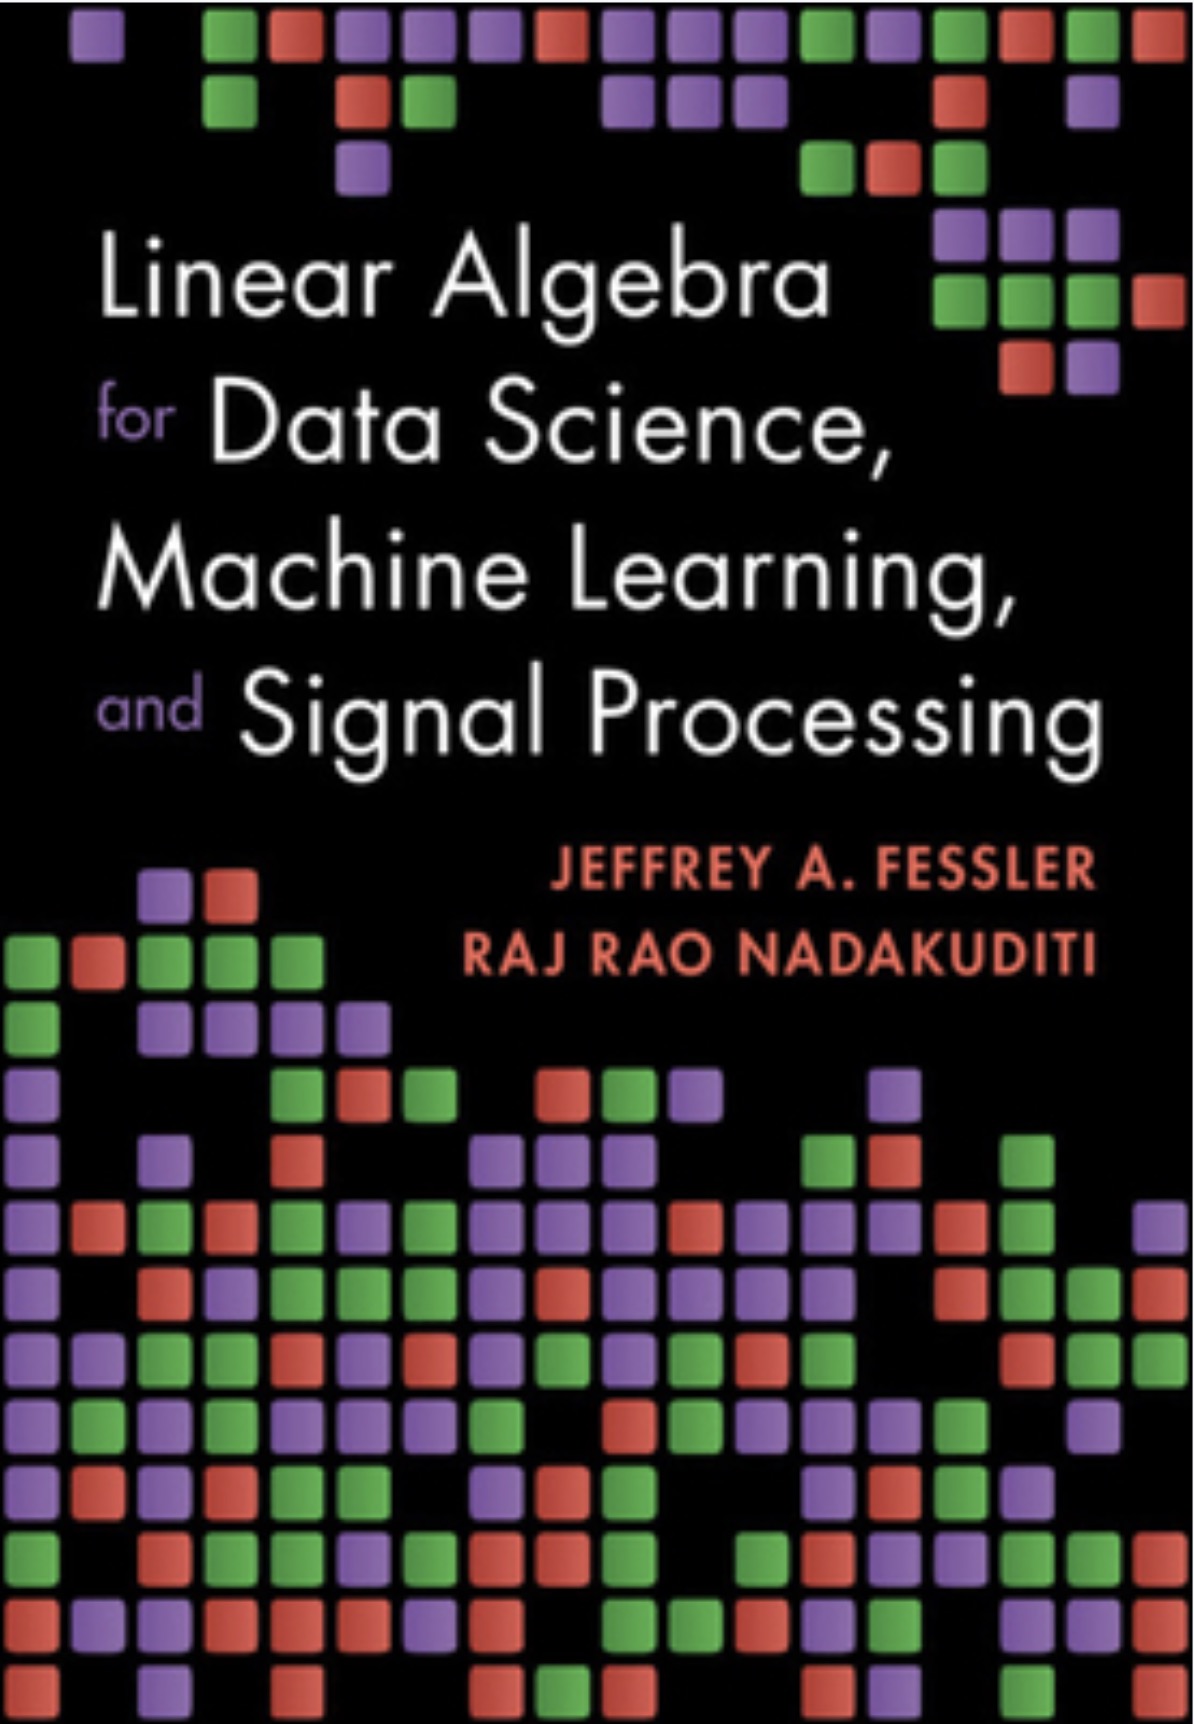 Linear Algebra
for Data Science,
Machine Learning,
and Signal Processing
JEFFREY A. FESSLER
RAJ RAO NADAKUDITI